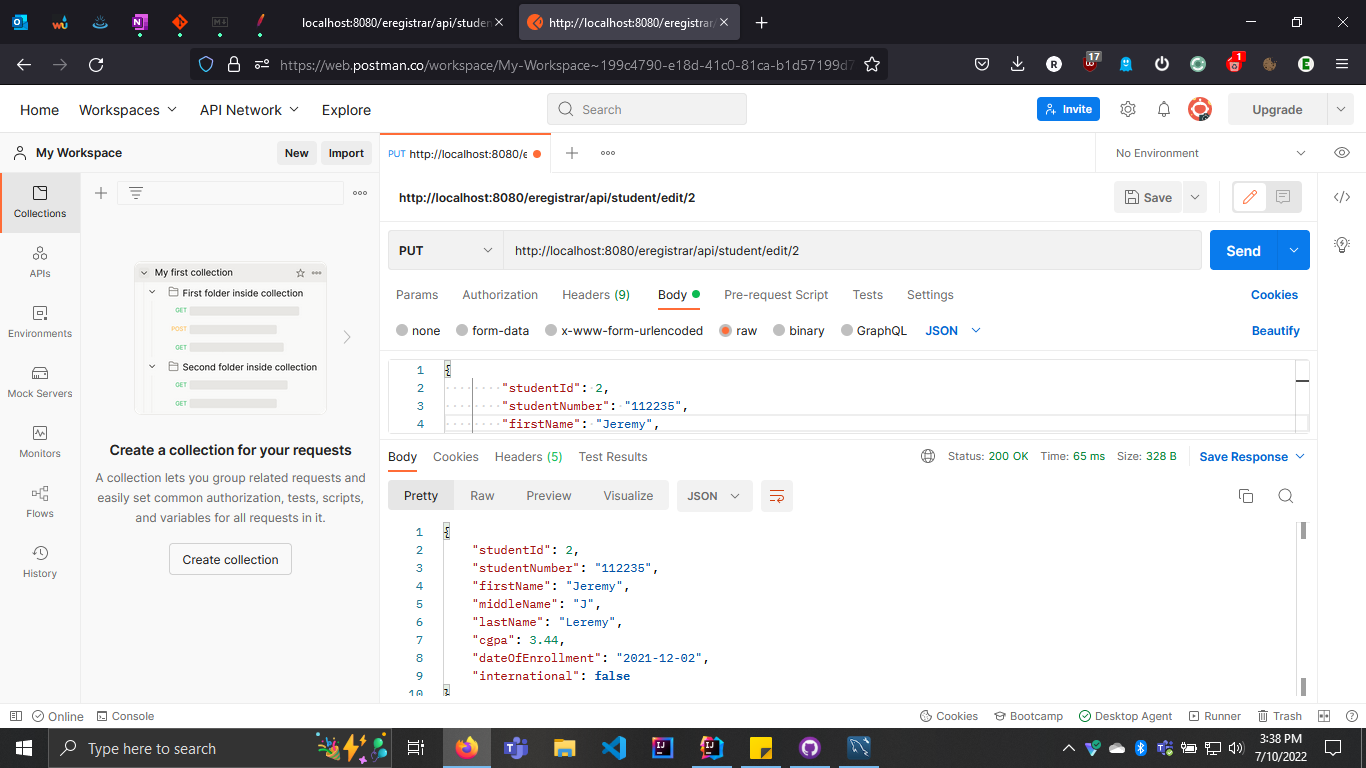 localhost:8080/eregistrar/api/studen
http://localhost:8080/eregistrar/
https://web.postman.co/workspace/My-Workspace~199c4790-e18d-41c0-81ca-b1d57199d7
17
1
Home Workspaces API Network Explore
Search
Invite
Upgrade
My Workspace
New Import
PUT http://localhost:8080/e
No Environment
Collections
APIs
Environments
Mock Servers
Monitors
Flows
History
My first collection
First folder inside collection
GET
POST
GET
Second folder inside collection
GET
GET
Create a collection for your requests
A collection lets you group related requests and
easily set common authorization, tests, scripts,
and variables for all requests in it.
Create collection
http://localhost:8080/eregistrar/api/student/edit/2
Save
PUT http://localhost:8080/eregistrar/api/student/edit/2
Send
Params Authorization Headers (9) Body Pre-request Script Tests Settings Cookies
none form-data x-www-form-urlencoded raw binary GraphQL JSON Beautify
1 {
2 "studentId": 2,
3 "studentNumber": "112235",
4 "firstName": "Jeremy",
Body Cookies Headers (5) Test Results Status: 200 OK Time: 65 ms Size: 328 B Save Response
Pretty Raw Preview Visualize JSON
1 {
2 "studentId": 2,
3 "studentNumber": "112235",
4 "firstName": "Jeremy",
5 "middleName": "J",
6 "lastName": "Leremy",
7 "cgpa": 3.44,
8 "dateOfEnrollment": "2021-12-02",
9 "international": false
10 }
Online Console Cookies Bootcamp Desktop Agent Runner Trash
Type here to search
3:38 PM
7/10/2022